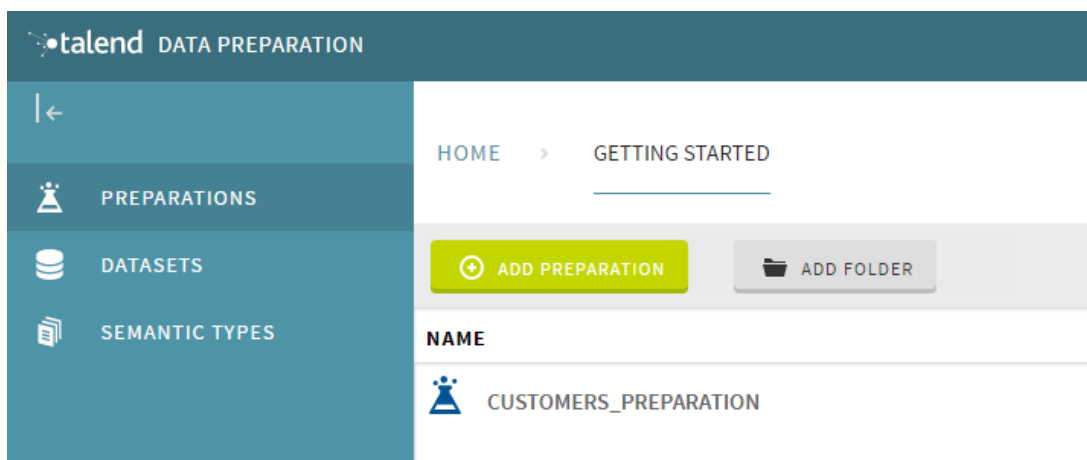 talend DATA PREPARATION
HOME > GETTING STARTED
PREPARATIONS
DATASETS
SEMANTIC TYPES
ADD PREPARATION
ADD FOLDER
NAME
CUSTOMERS_PREPARATION